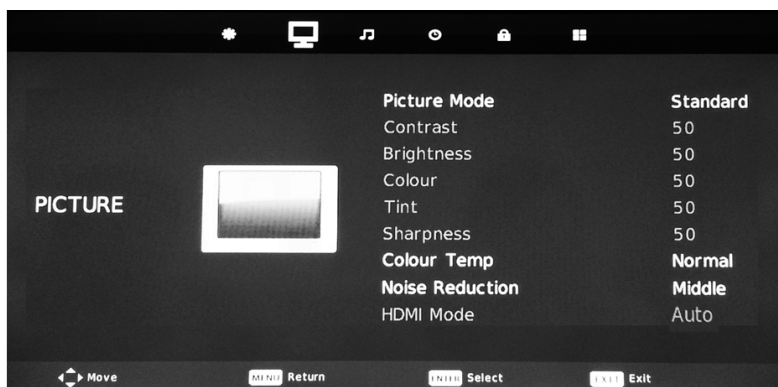 Picture Mode Standard
Contrast 50
Brightness 50
Colour 50
PICTURE
Tint 50
Sharpness 50
Colour Temp Normal
Noise Reduction Middle
HDMI Mode Auto
Move MENU Return ENTER Select EXIT Exit